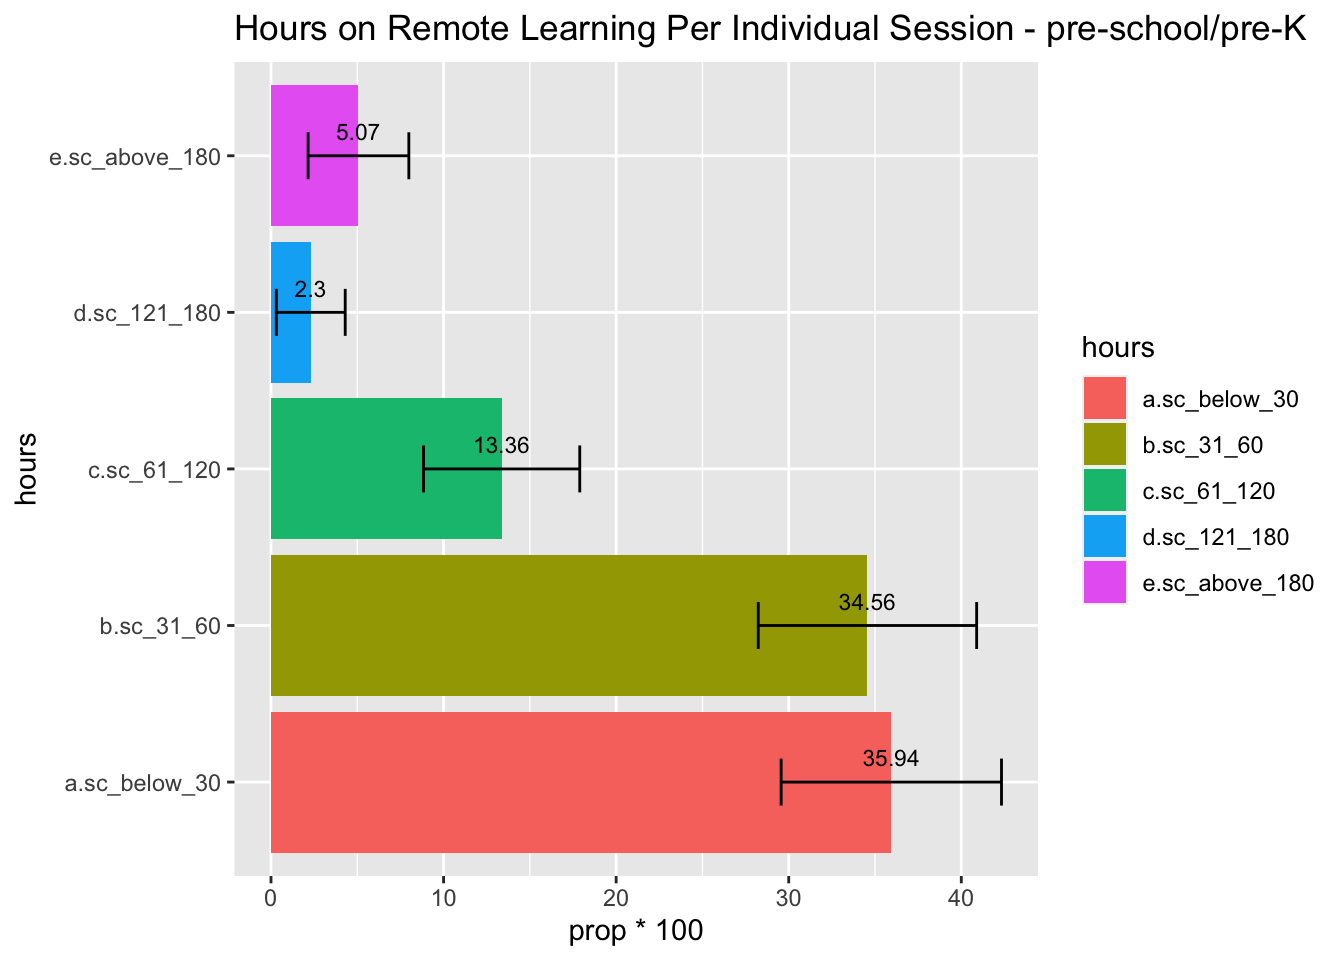 Hours on Remote Learning Per Individual Session - pre-school/pre-K
hours
e.sc_above_180
d.sc_121_180
c.sc_61_120
b.sc_31_60
a.sc_below_30
5.07
2.3
13.36
34.56
35.94
0 10 20 30 40
prop * 100
hours
a.sc_below_30
b.sc_31_60
c.sc_61_120
d.sc_121_180
e.sc_above_180